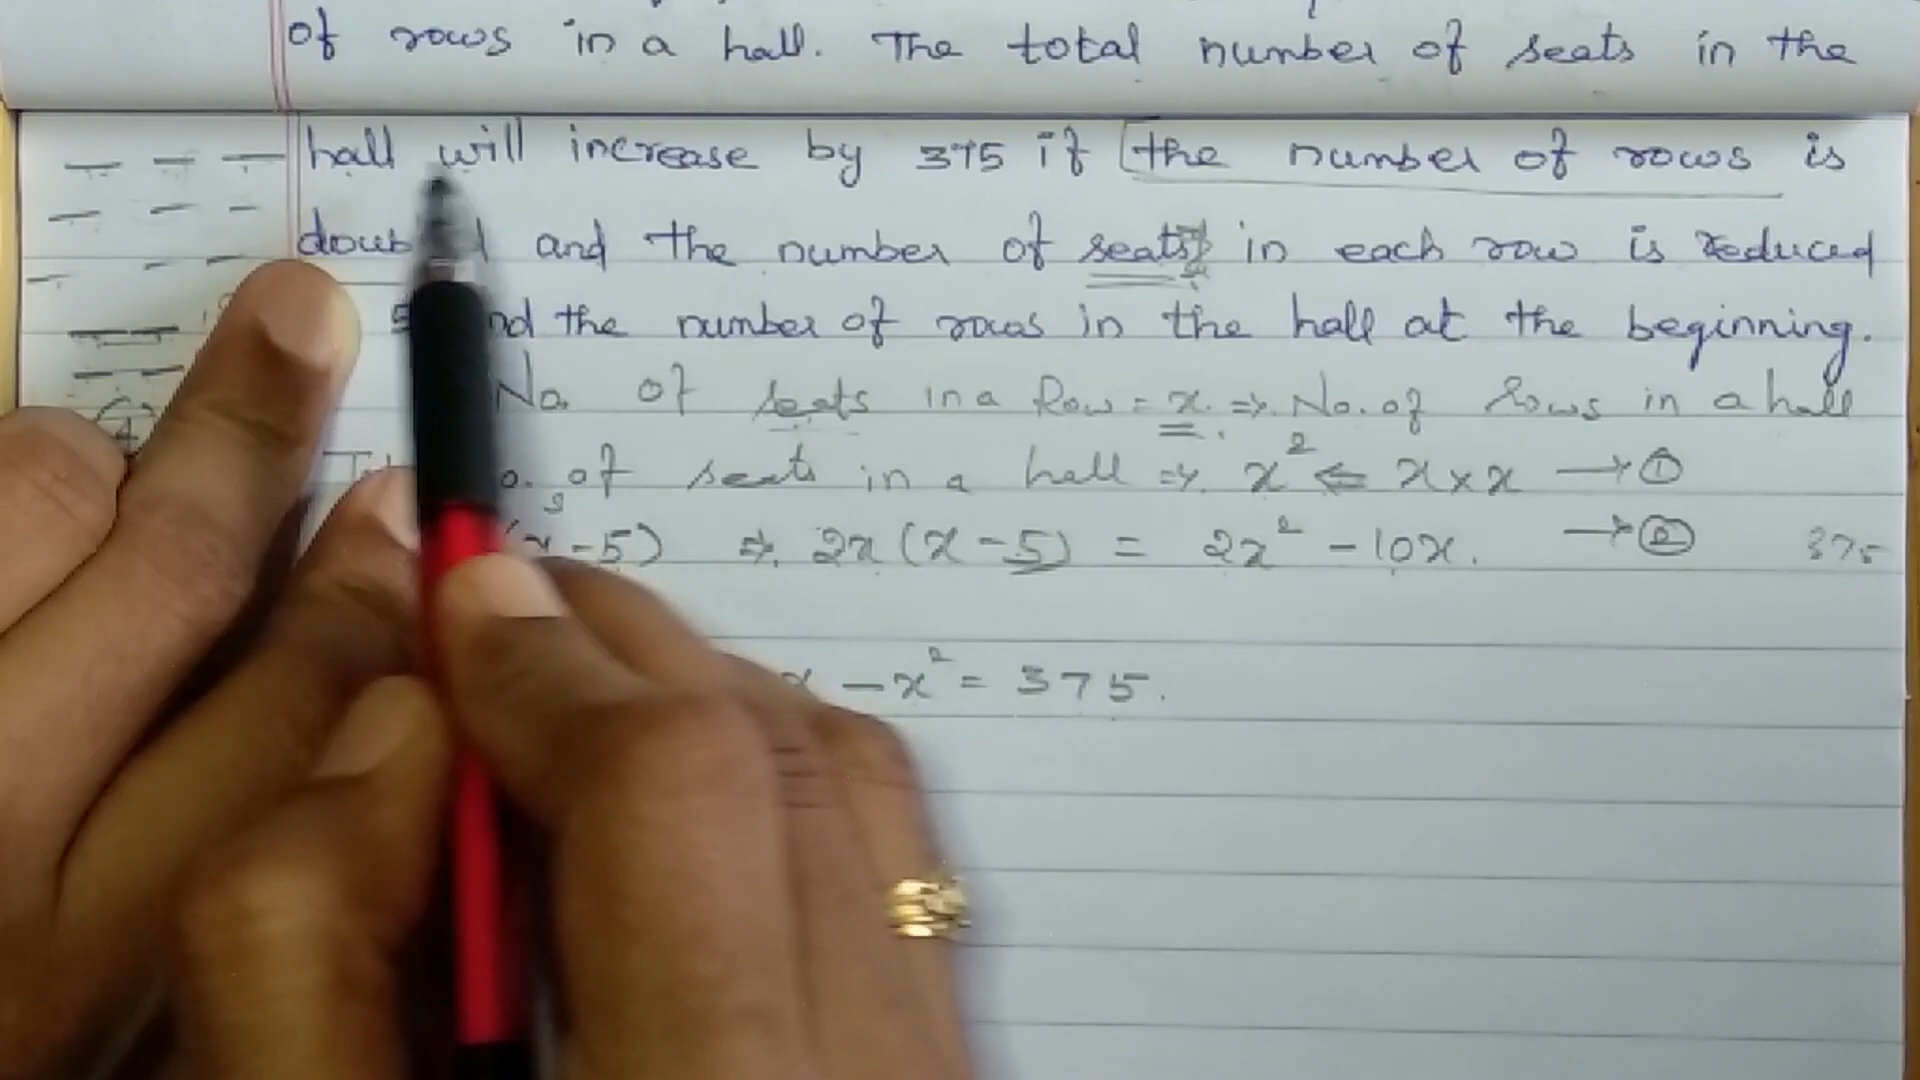 of rows in a hall. The total number of seats in the
hall will increase by 375 if [the number of rows is
and the number of seats in each row is reduced
the number of rows in the hall at the beginning.
No. of seats in a Row = x. ⇒ No. of Rows in a hall
of seats in a hall ⇒ x² ⇐ x × x → ①
- 5) ⇒ 2x (x - 5) = 2x² - 10x. → ② 375
- x² = 375.